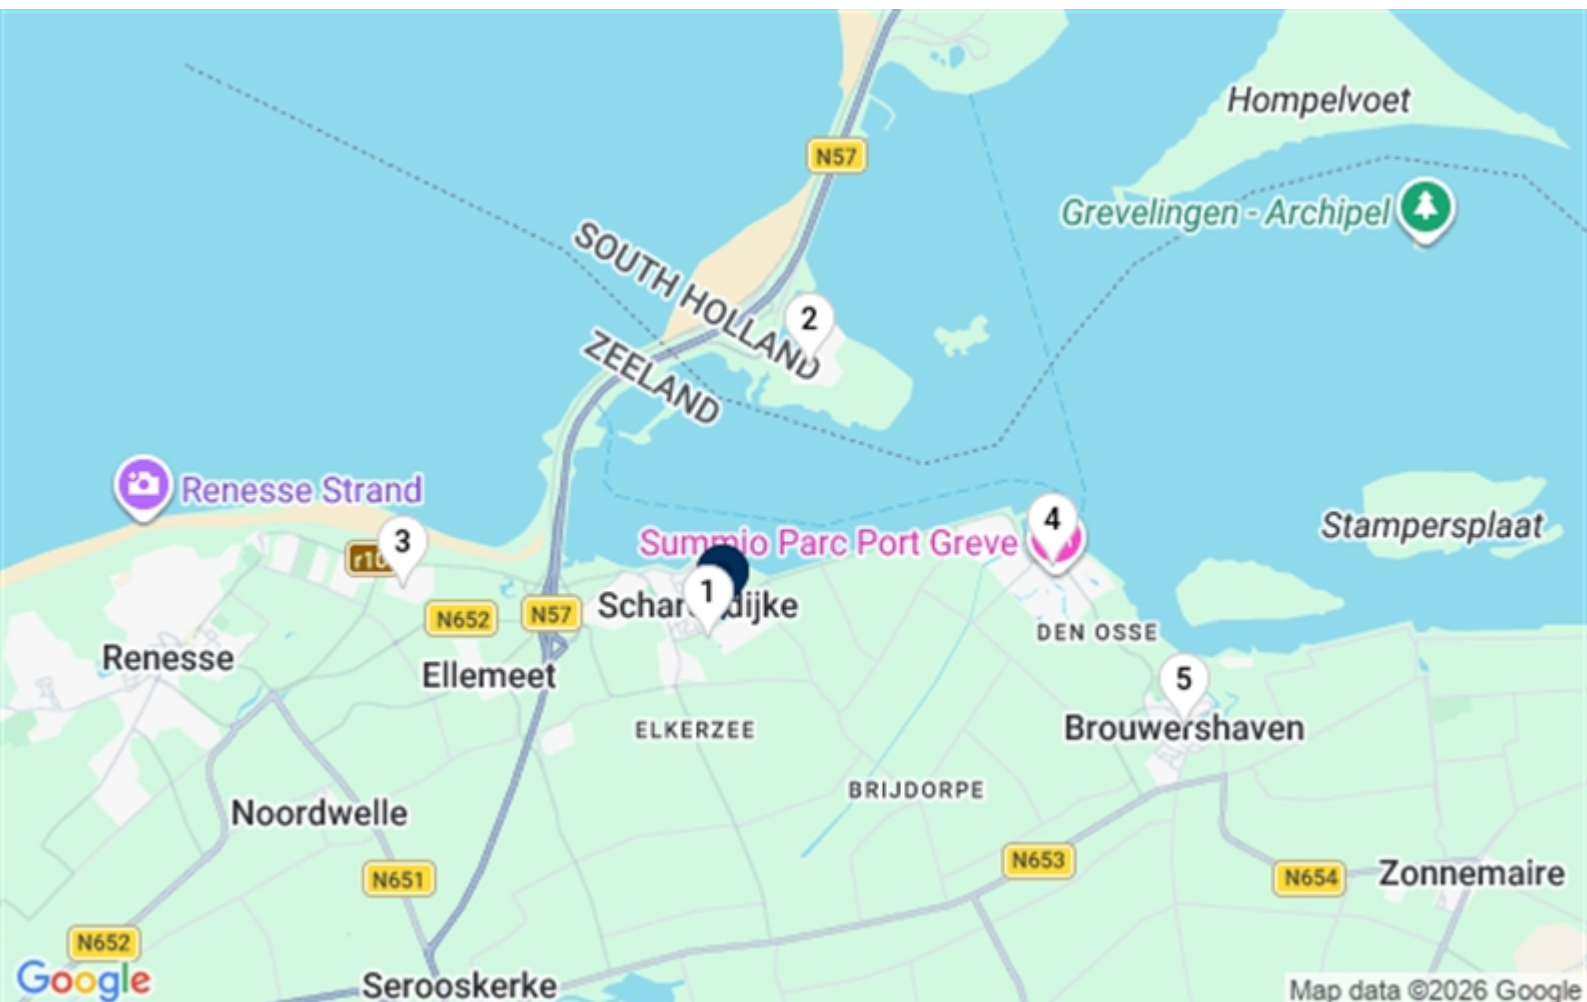 Hompelvoet
N57
Grevelingen - Archipel
SOUTH HOLLAND
2
ZEELAND
Renesse Strand
Stampersplaat
4
3
Summio Parc Port Greve
r10
1
N652
N57
DEN OSSE
Renesse
Ellemeet
5
ELKERZEE
Brouwershaven
BRIJDORPE
Noordwelle
N653
N651
N654
Zonnemaire
N652
Google
Serooskerke
Map data ©2026 Google